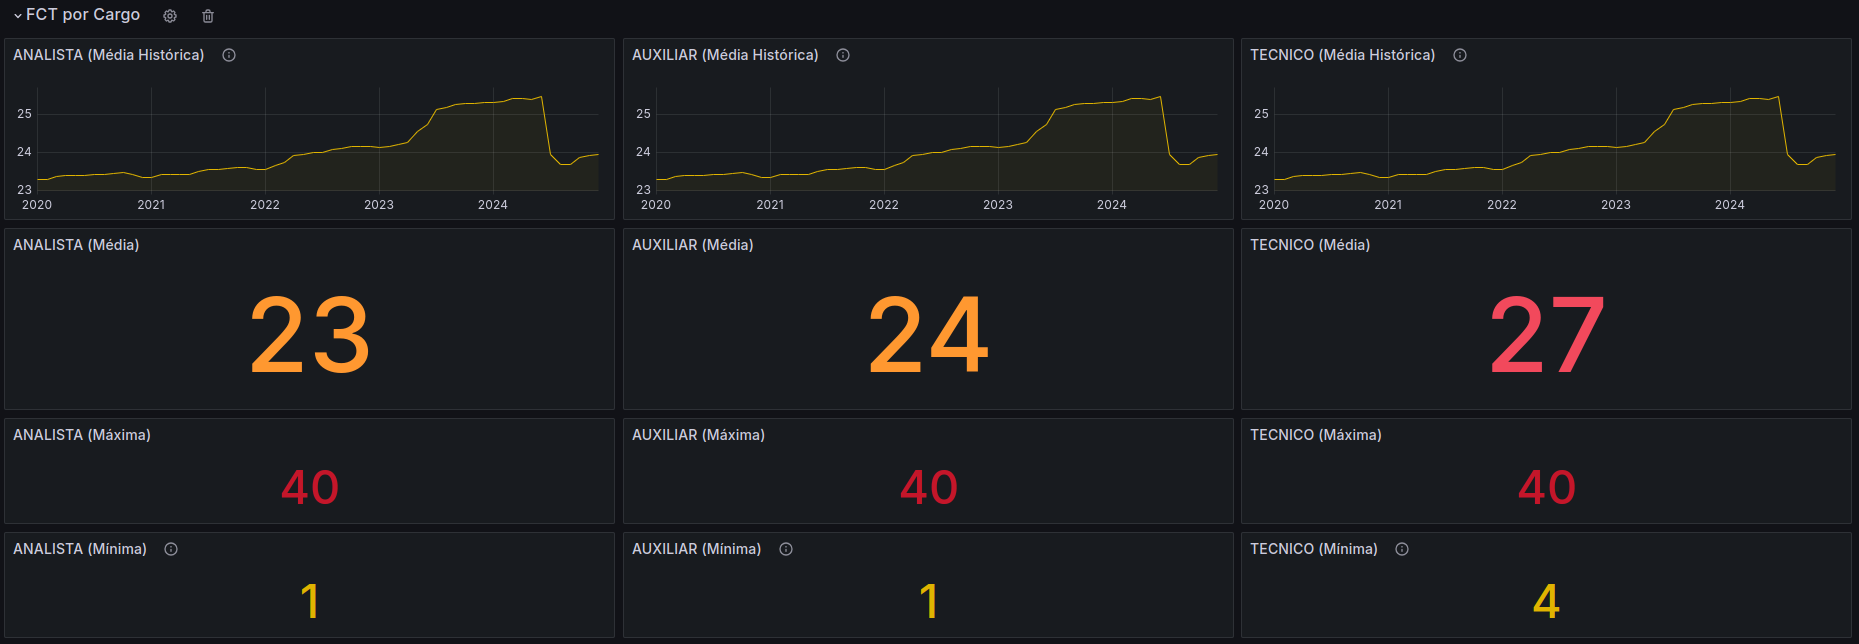 FCT por Cargo
ANALISTA (Média Histórica)
25
24
23
2020 2021 2022 2023 2024
AUXILIAR (Média Histórica)
25
24
23
2020 2021 2022 2023 2024
TECNICO (Média Histórica)
25
24
23
2020 2021 2022 2023 2024
ANALISTA (Média)
23
AUXILIAR (Média)
24
TECNICO (Média)
27
ANALISTA (Máxima)
40
AUXILIAR (Máxima)
40
TECNICO (Máxima)
40
ANALISTA (Mínima)
1
AUXILIAR (Mínima)
1
TECNICO (Mínima)
4